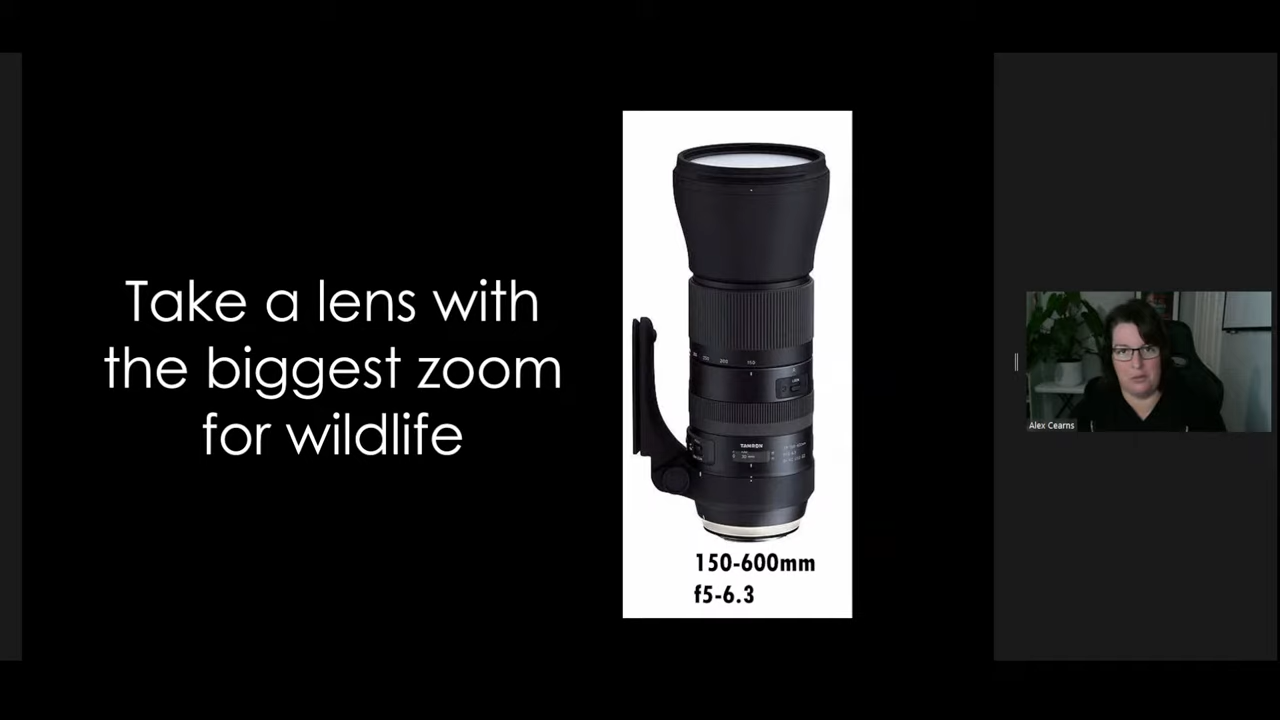 Take a lens with
the biggest zoom
for wildlife
TAMRON
150-600mm
f5-6.3
Alex Cearns